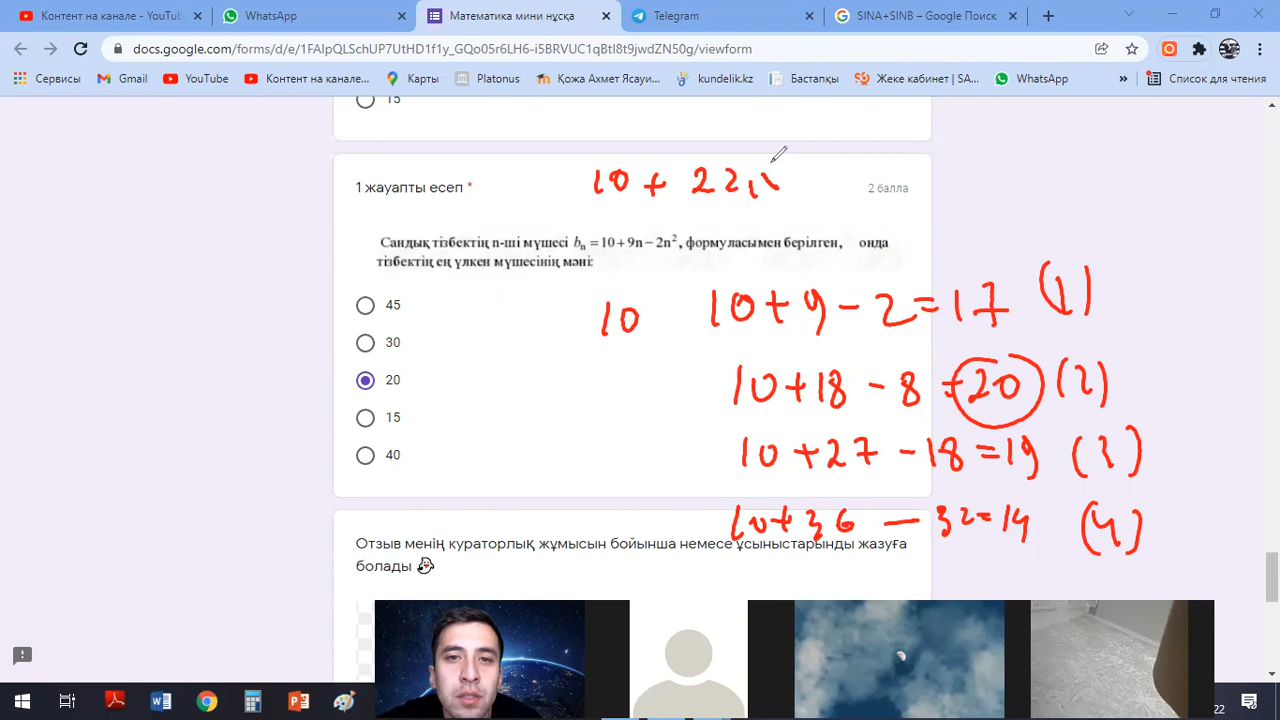 Контент - YouTube
WhatsApp
Математика мини нұсқа
Telegram
SINA+SINB – Google Поиск
docs.google.com/forms/d/e/1FAIpQLSchUP7UtHD1f1y_GQo05r6LH6-i5BRVUC1qBtI8t9jwdZN50g/viewform
Сервисы
Gmail
YouTube
Контент на канале...
Карты
Platonus
Қожа Ахмет Ясауи...
kundelik.kz
Бастапқы
Жеке кабинет | SA...
WhatsApp
»
Список для чтения
15
1 жауапты есеп *
10 + 22
2 балла
Сандық тізбектің n-ші мүшесі bₙ = 10 + 9n − 2n², формуласымен берілген, онда
тізбектің ең үлкен мүшесінің мәні:
45
30
20
15
40
10
10 + 9 - 2 = 17 (1)
10 + 18 - 8 = 20 (2)
10 + 27 - 18 = 19 (3)
10 + 36 - 32 = 14 (4)
Отзыв менің кураторлық жұмысын бойынша немесе ұсыныстарынды жазуға
болады
22